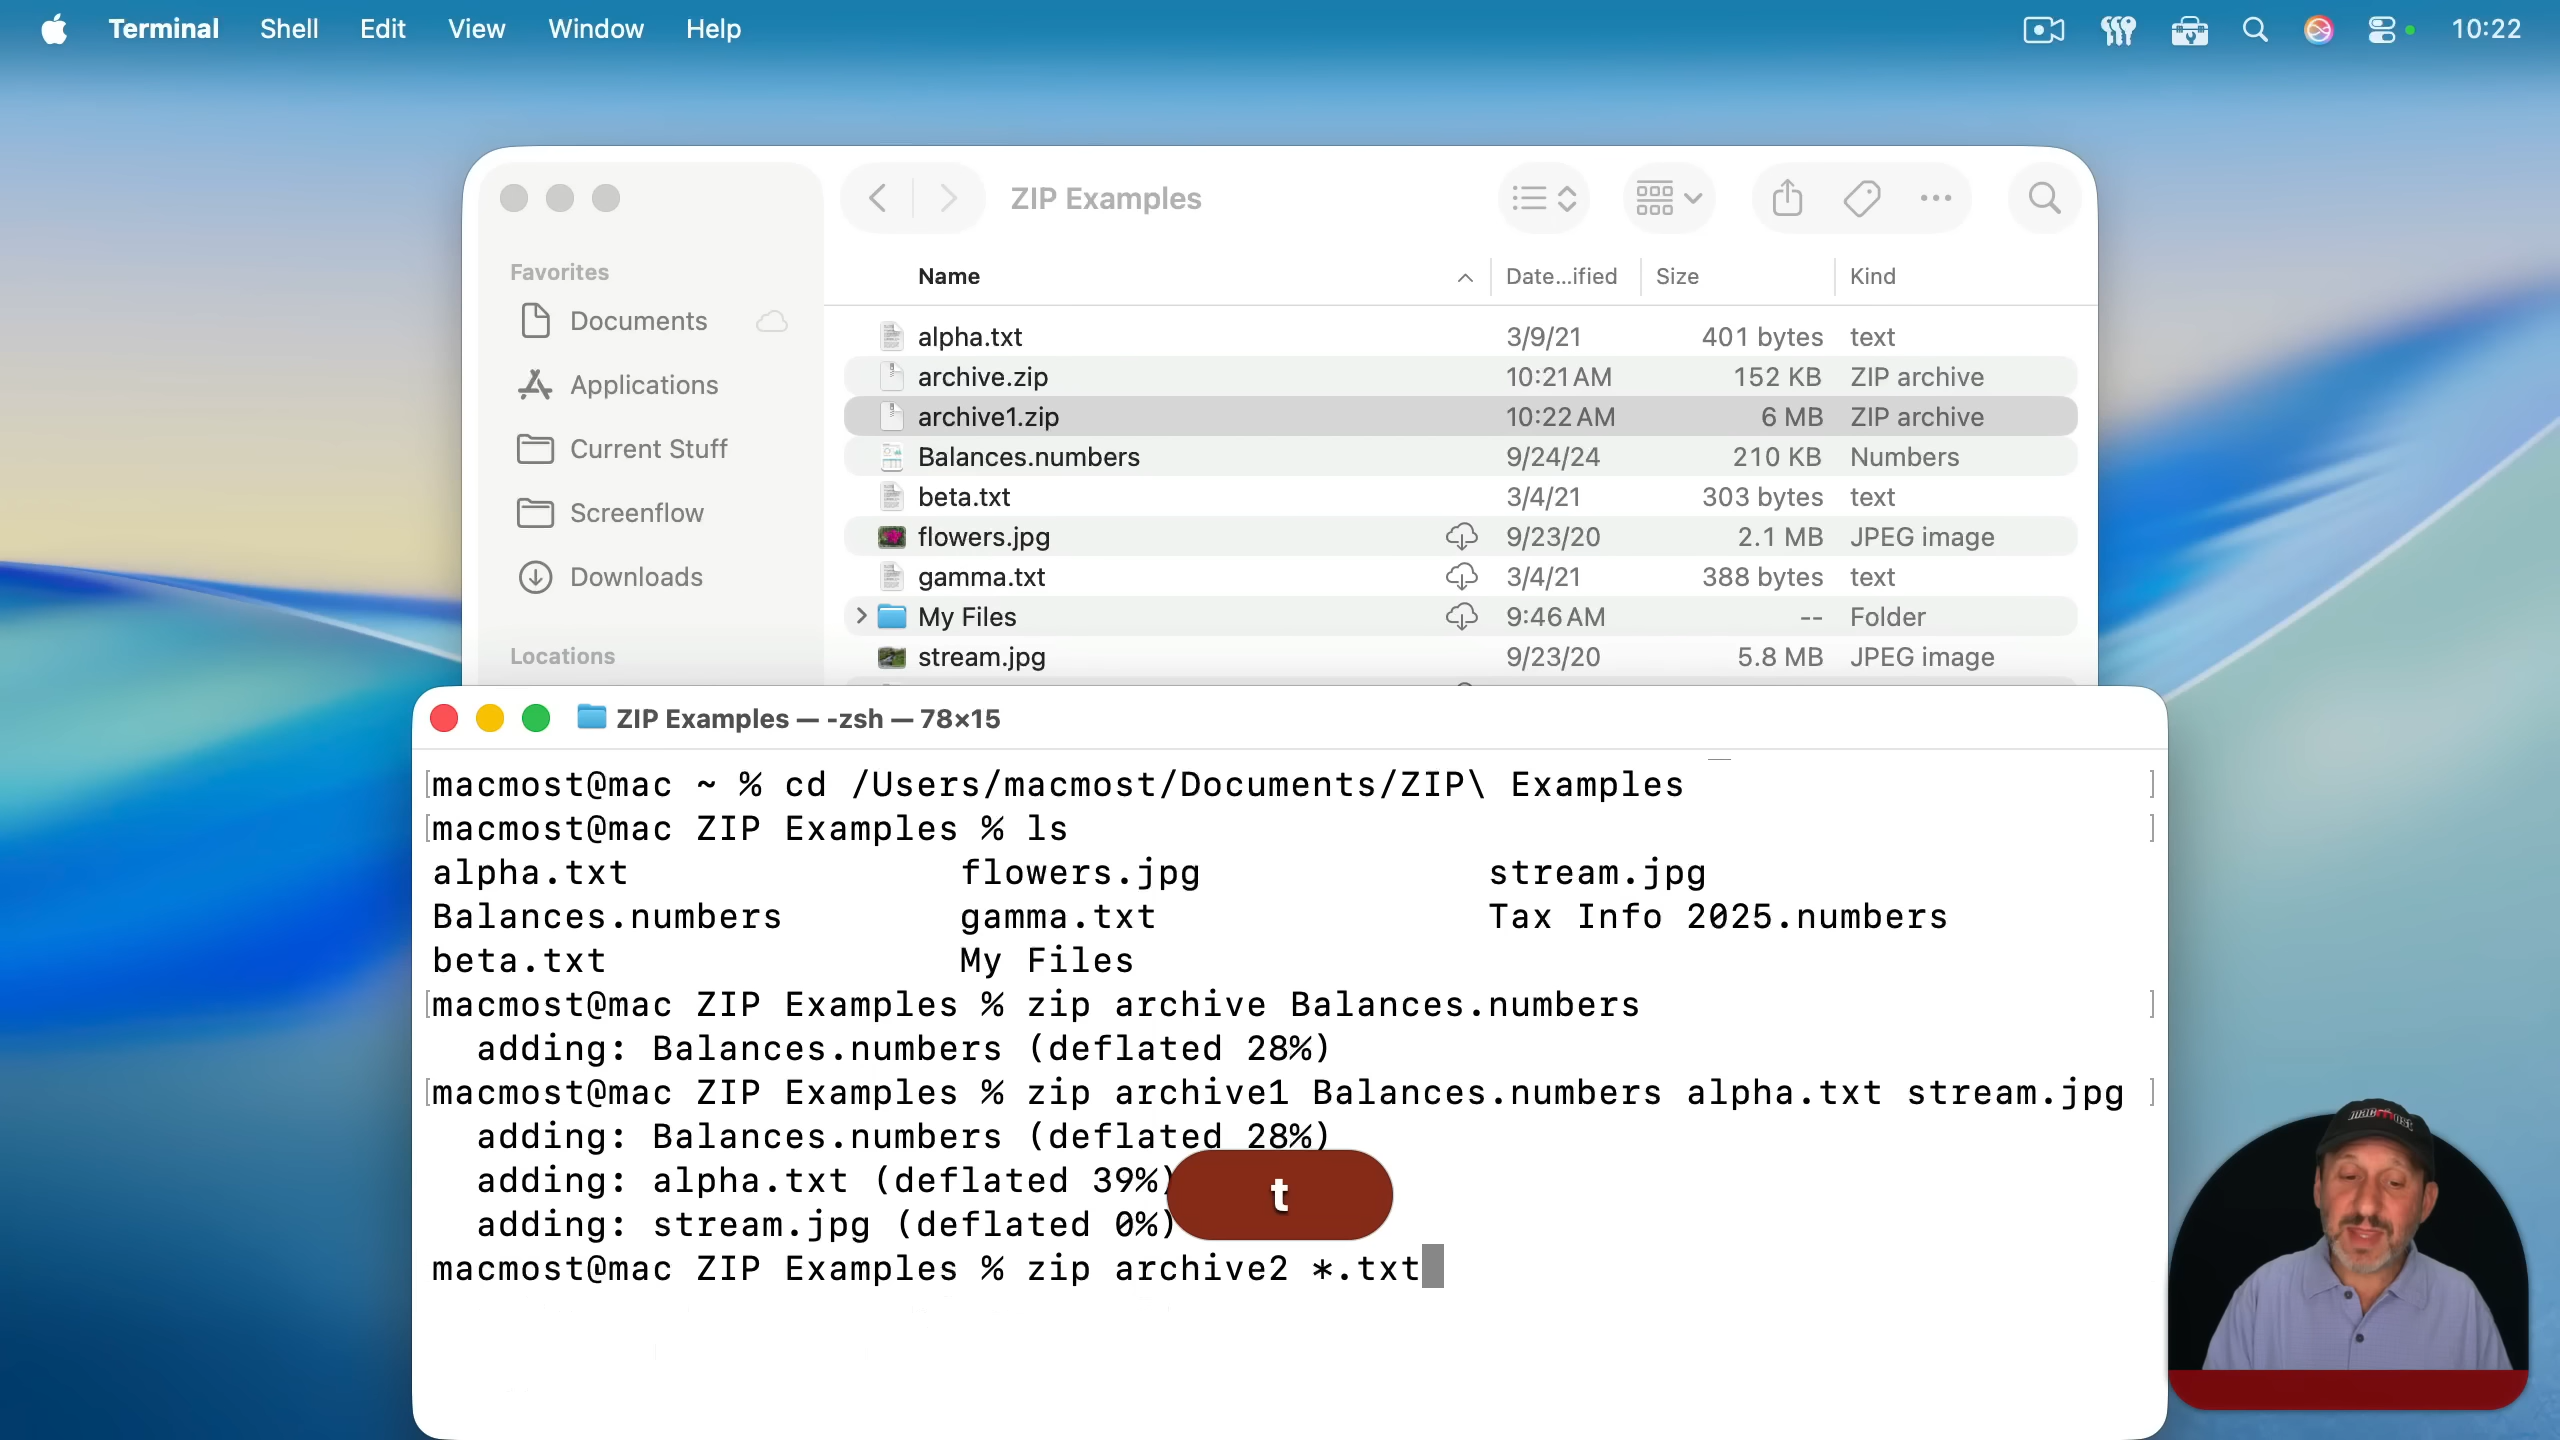 Terminal Shell Edit View Window Help 10:22
ZIP Examples
Favorites
Documents
Applications
Current Stuff
Screenflow
Downloads
Locations
Name Date...ified Size Kind
alpha.txt 3/9/21 401 bytes text
archive.zip 10:21 AM 152 KB ZIP archive
archive1.zip 10:22 AM 6 MB ZIP archive
Balances.numbers 9/24/24 210 KB Numbers
beta.txt 3/4/21 303 bytes text
flowers.jpg 9/23/20 2.1 MB JPEG image
gamma.txt 3/4/21 388 bytes text
My Files 9:46 AM -- Folder
stream.jpg 9/23/20 5.8 MB JPEG image
ZIP Examples — -zsh — 78×15
[macmost@mac ~ % cd /Users/macmost/Documents/ZIP\ Examples ]
[macmost@mac ZIP Examples % ls ]
alpha.txt flowers.jpg stream.jpg
Balances.numbers gamma.txt Tax Info 2025.numbers
beta.txt My Files
[macmost@mac ZIP Examples % zip archive Balances.numbers ]
adding: Balances.numbers (deflated 28%)
[macmost@mac ZIP Examples % zip archive1 Balances.numbers alpha.txt stream.jpg ]
adding: Balances.numbers (deflated 28%)
adding: alpha.txt (deflated 39%)
adding: stream.jpg (deflated 0%)
macmost@mac ZIP Examples % zip archive2 *.txt
t
macmost